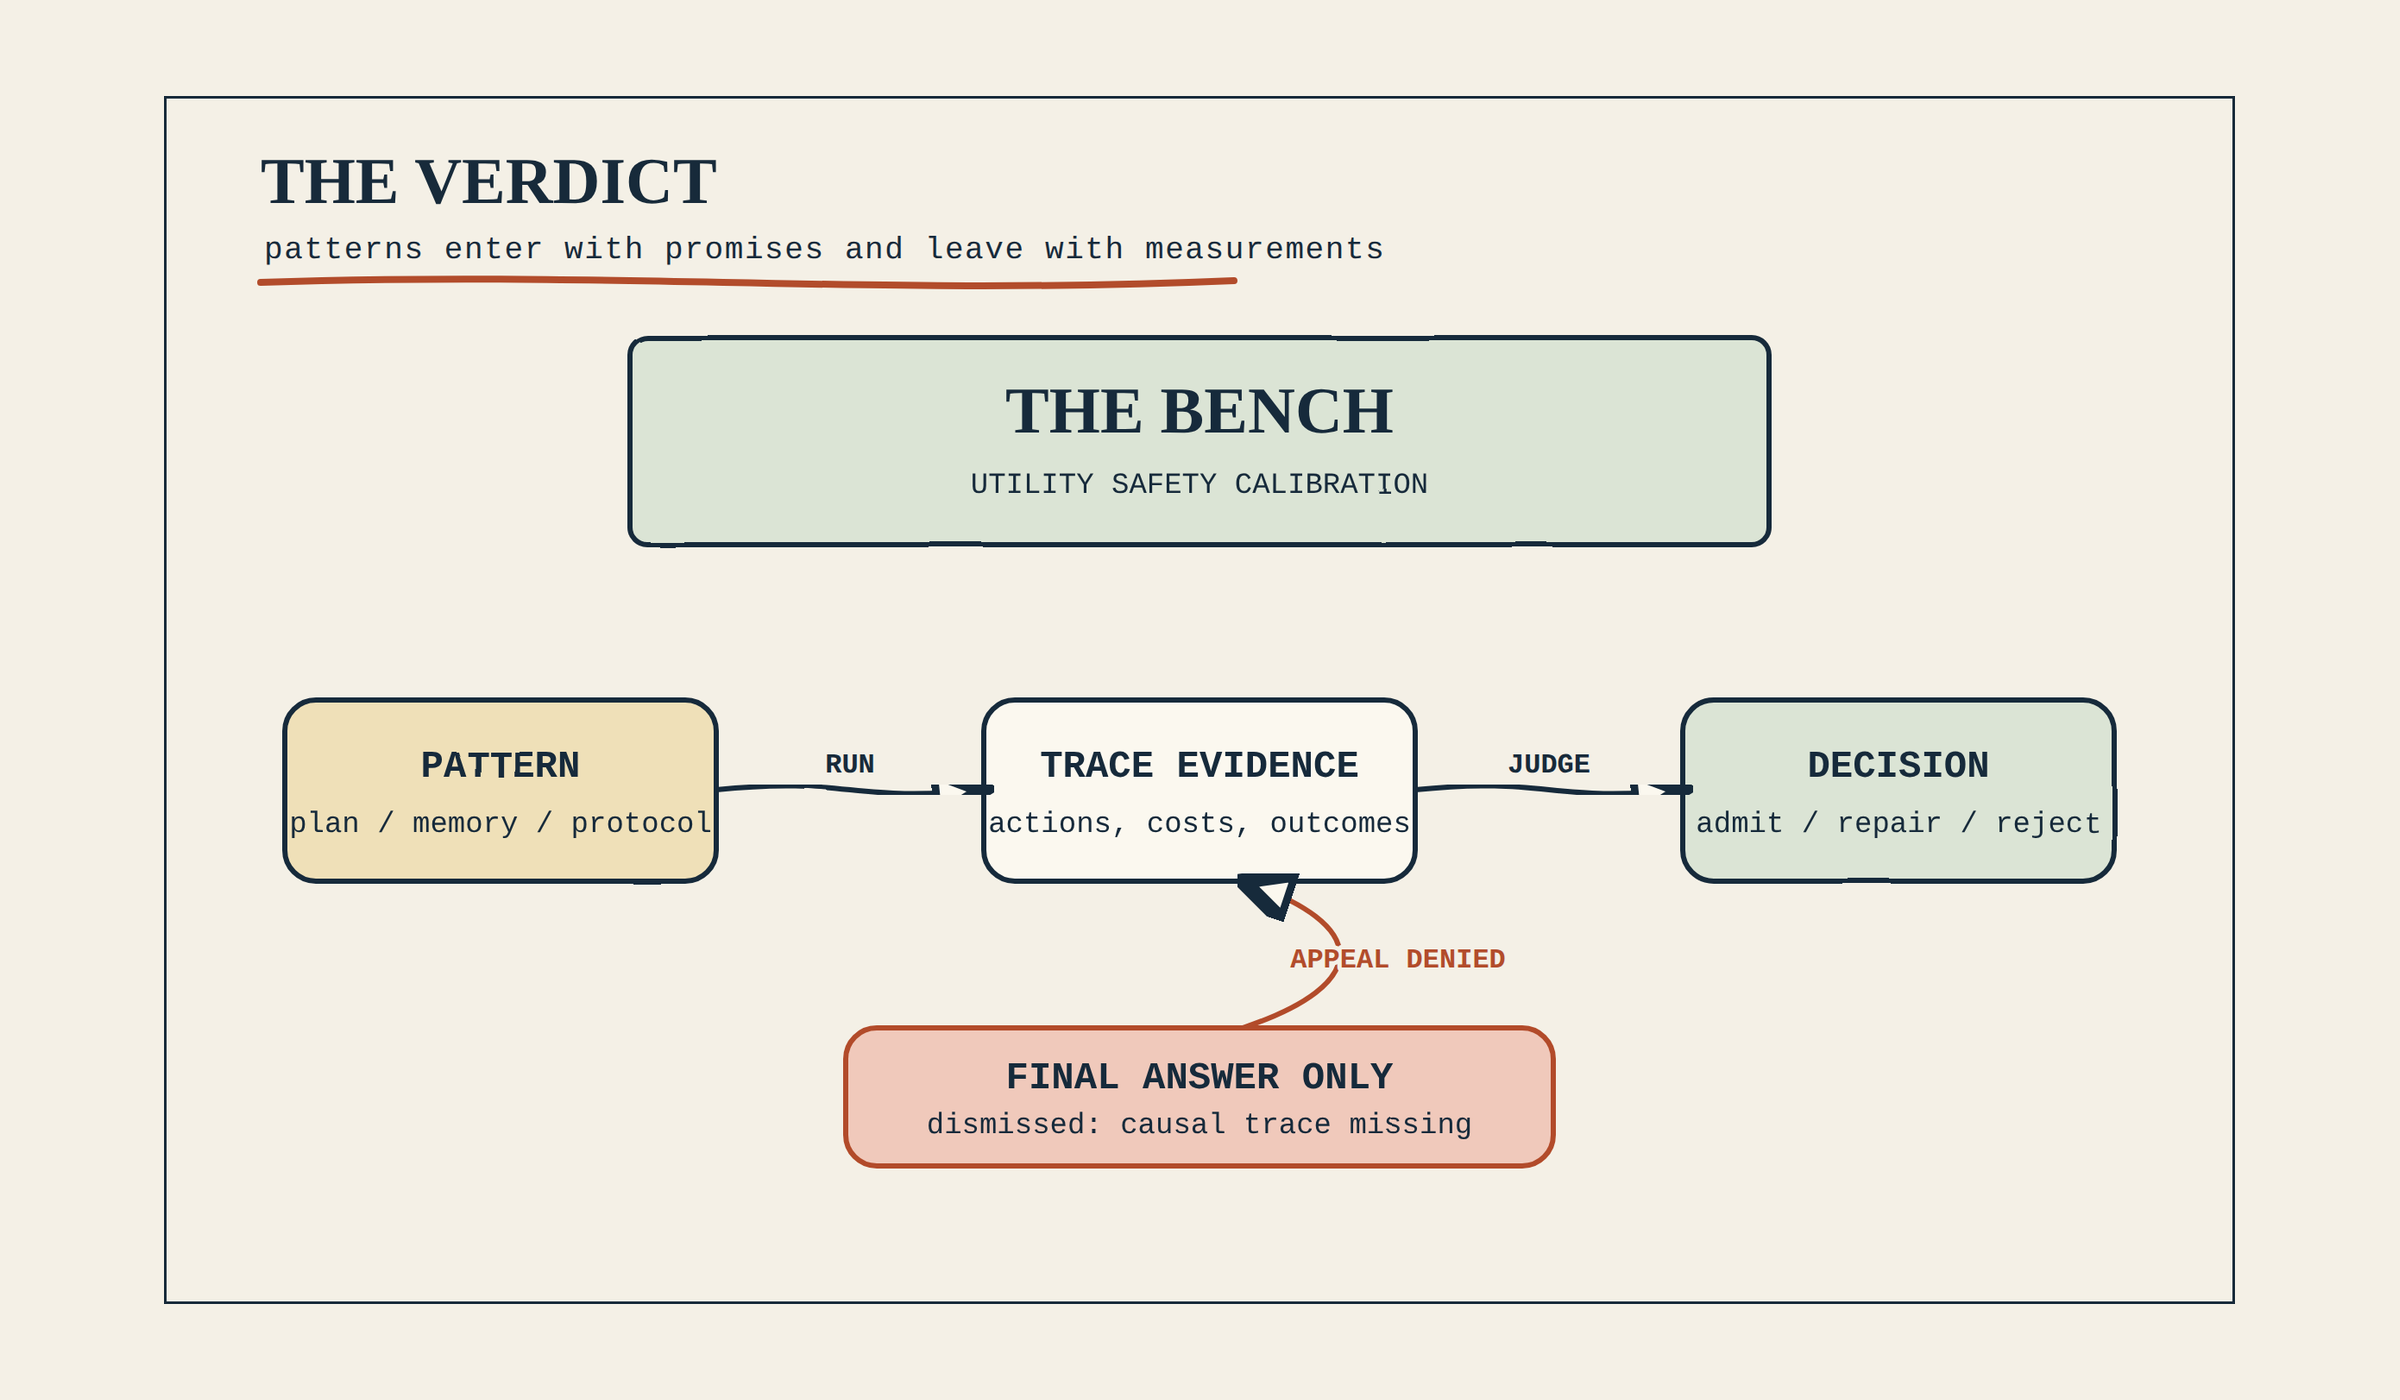 THE VERDICT
patterns enter with promises and leave with measurements
THE BENCH
UTILITY SAFETY CALIBRATION
PATTERN
plan / memory / protocol
RUN
TRACE EVIDENCE
actions, costs, outcomes
JUDGE
DECISION
admit / repair / reject
APPEAL DENIED
FINAL ANSWER ONLY
dismissed: causal trace missing